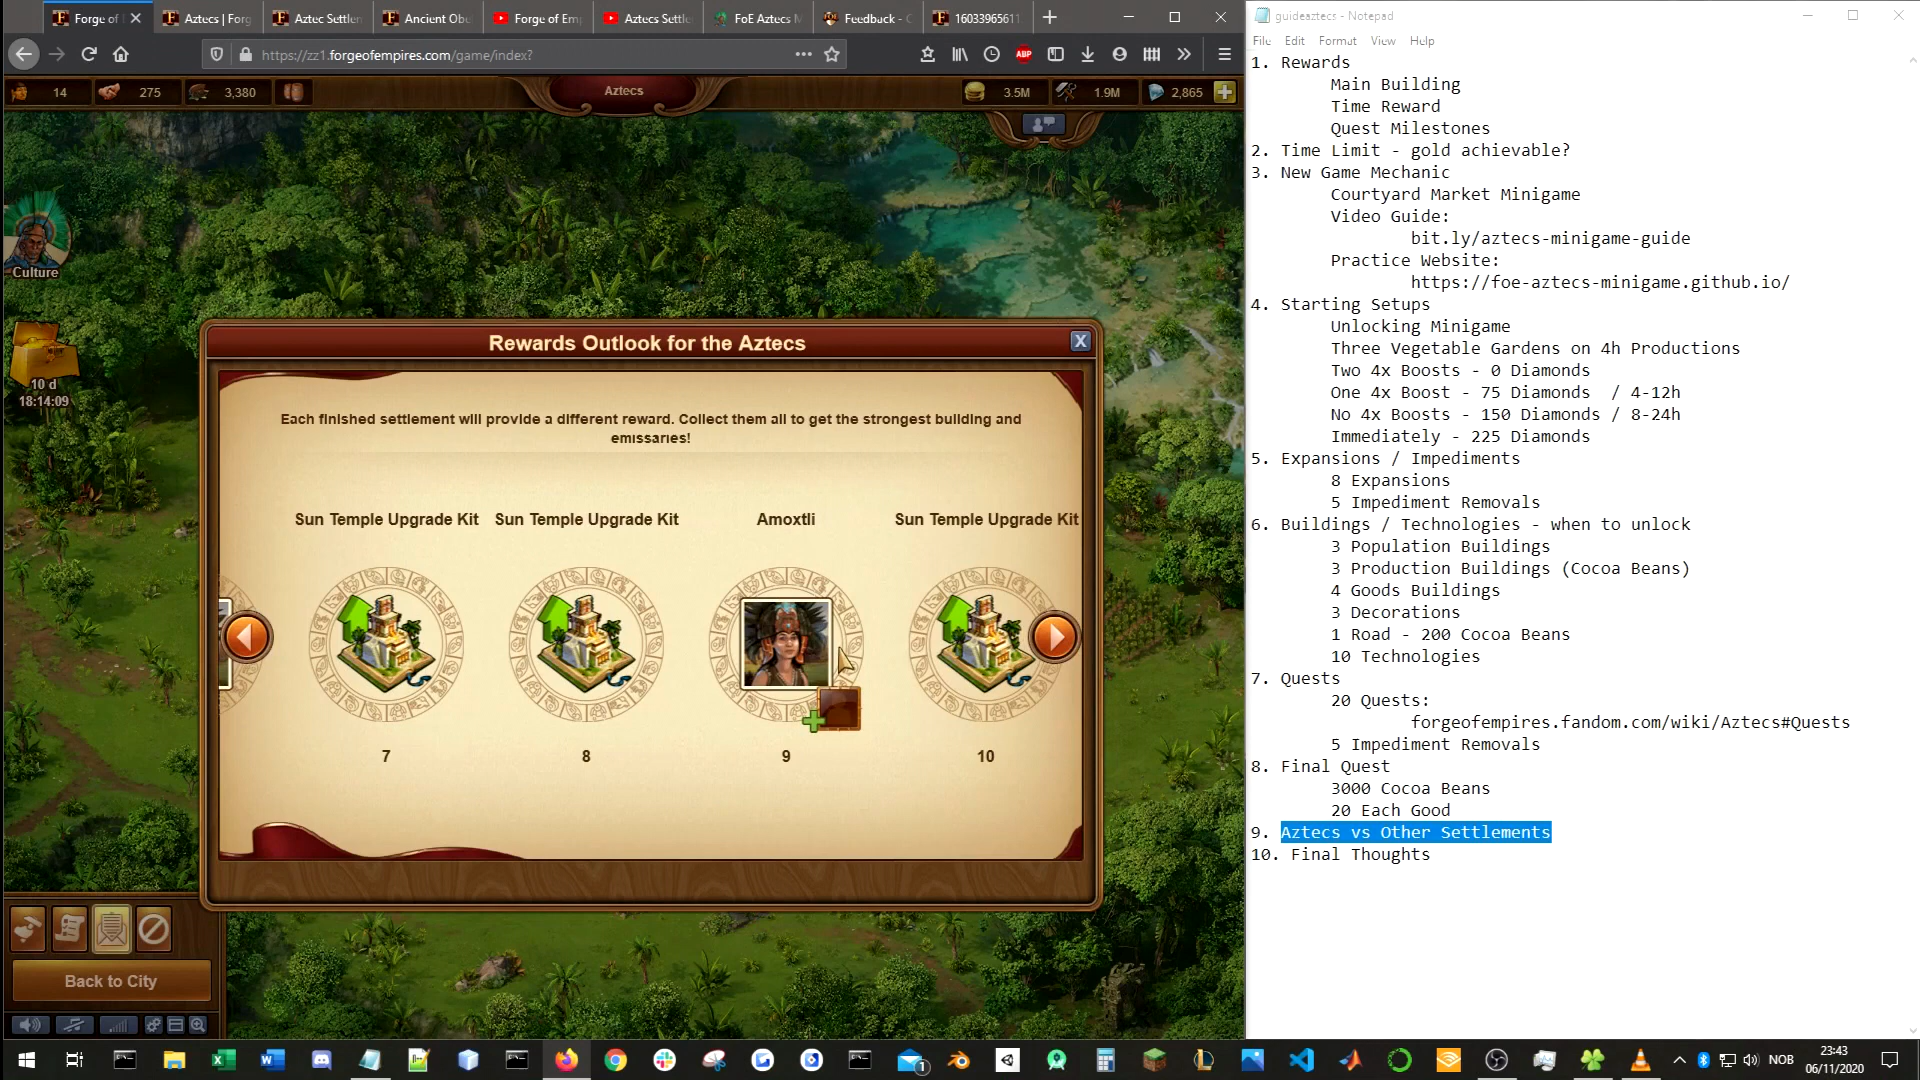 Forge of
Aztecs | Forg
Aztec Settlen
Ancient Obe
Forge of Emp
Aztecs Settle
FoE Aztecs M
Feedback - C
16033965611
https://zz1.forgeofempires.com/game/index?
ABP
14
275
3,380
Aztecs
3.5M
1.9M
2,865
Culture
10 d
18:14:09
Rewards Outlook for the Aztecs
X
Each finished settlement will provide a different reward. Collect them all to get the strongest building and
emissaries!
Sun Temple Upgrade Kit
Sun Temple Upgrade Kit
Amoxtli
Sun Temple Upgrade Kit
7
8
9
10
Back to City
guideaztecs - Notepad
File Edit Format View Help
1. Rewards
Main Building
Time Reward
Quest Milestones
2. Time Limit - gold achievable?
3. New Game Mechanic
Courtyard Market Minigame
Video Guide:
bit.ly/aztecs-minigame-guide
Practice Website:
https://foe-aztecs-minigame.github.io/
4. Starting Setups
Unlocking Minigame
Three Vegetable Gardens on 4h Productions
Two 4x Boosts - 0 Diamonds
One 4x Boost - 75 Diamonds / 4-12h
No 4x Boosts - 150 Diamonds / 8-24h
Immediately - 225 Diamonds
5. Expansions / Impediments
8 Expansions
5 Impediment Removals
6. Buildings / Technologies - when to unlock
3 Population Buildings
3 Production Buildings (Cocoa Beans)
4 Goods Buildings
3 Decorations
1 Road - 200 Cocoa Beans
10 Technologies
7. Quests
20 Quests:
forgeofempires.fandom.com/wiki/Aztecs#Quests
5 Impediment Removals
8. Final Quest
3000 Cocoa Beans
20 Each Good
9. Aztecs vs Other Settlements
10. Final Thoughts
1
NOB
23:43
06/11/2020